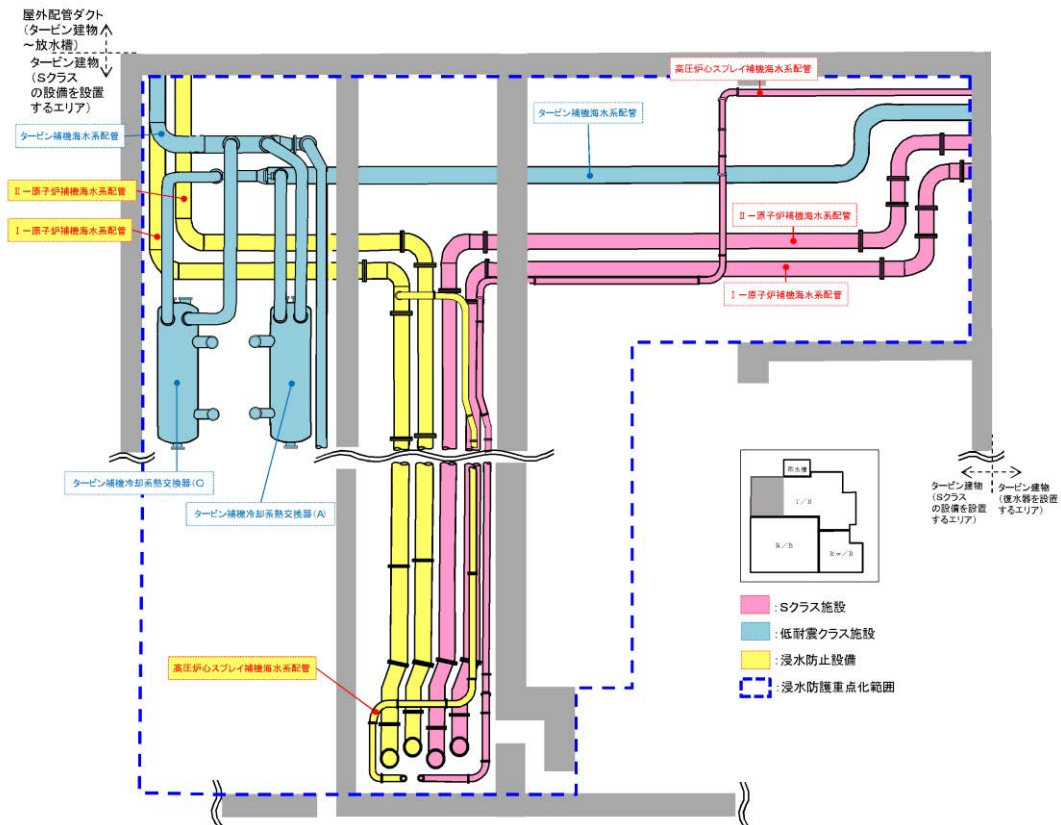 屋外配管ダクト
(タービン建物
～放水槽)
タービン建物
(Sクラス
の設備を設置
するエリア)
高圧炉心スプレイ補機海水系配管
タービン補機海水系配管
タービン補機海水系配管
Ⅱー原子炉補機海水系配管
Ⅰー原子炉補機海水系配管
Ⅱー原子炉補機海水系配管
Ⅰー原子炉補機海水系配管
タービン補機冷却系熱交換器(C)
タービン補機冷却系熱交換器(A)
タービン建物
(Sクラス
の設備を設置
するエリア)
タービン建物
(復水器を設置
するエリア)
放水槽
T/B
R/B
Rw/B
高圧炉心スプレイ補機海水系配管
:Sクラス施設
:低耐震クラス施設
:浸水防止設備
:浸水防護重点化範囲